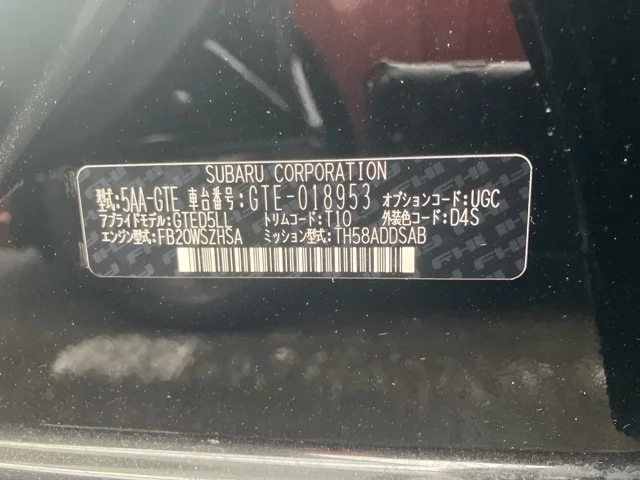 SUBARU CORPORATION
型式:5AA-GTE 車台番号:GTE-018953 オプションコード:UGC
アプライドモデル:GTED5LL トリムコード:T10 外装色コード:D4S
エンジン型式:FB20WSZHSA ミッション型式:TH58ADDSAB